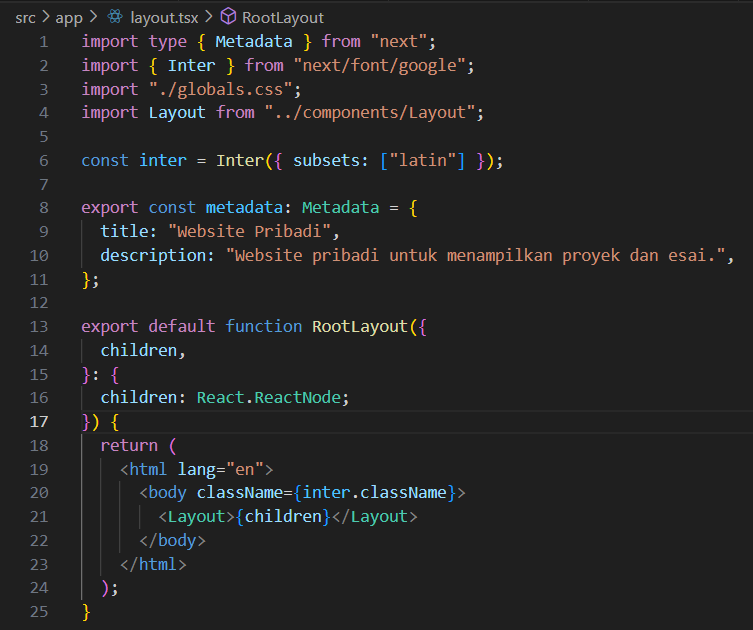 src > app > layout.tsx > RootLayout
1 import type { Metadata } from "next";
2 import { Inter } from "next/font/google";
3 import "./globals.css";
4 import Layout from "../components/Layout";
5
6 const inter = Inter({ subsets: ["latin"] });
7
8 export const metadata: Metadata = {
9   title: "Website Pribadi",
10   description: "Website pribadi untuk menampilkan proyek dan esai.",
11 };
12
13 export default function RootLayout({
14   children,
15 }: {
16   children: React.ReactNode;
17 }) {
18   return (
19     <html lang="en">
20       <body className={inter.className}>
21         <Layout>{children}</Layout>
22       </body>
23     </html>
24   );
25 }